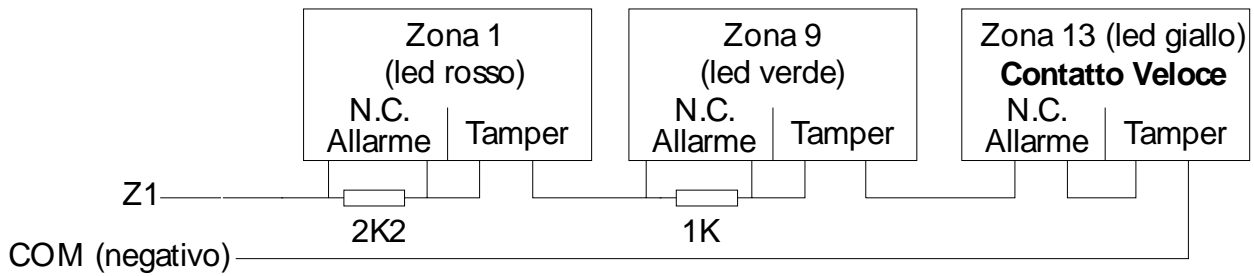 Zona 1
(led rosso)
N.C.
Allarme
Tamper
Zona 9
(led verde)
N.C.
Allarme
Tamper
Zona 13 (led giallo)
Contatto Veloce
N.C.
Allarme
Tamper
Z1
2K2
1K
COM (negativo)